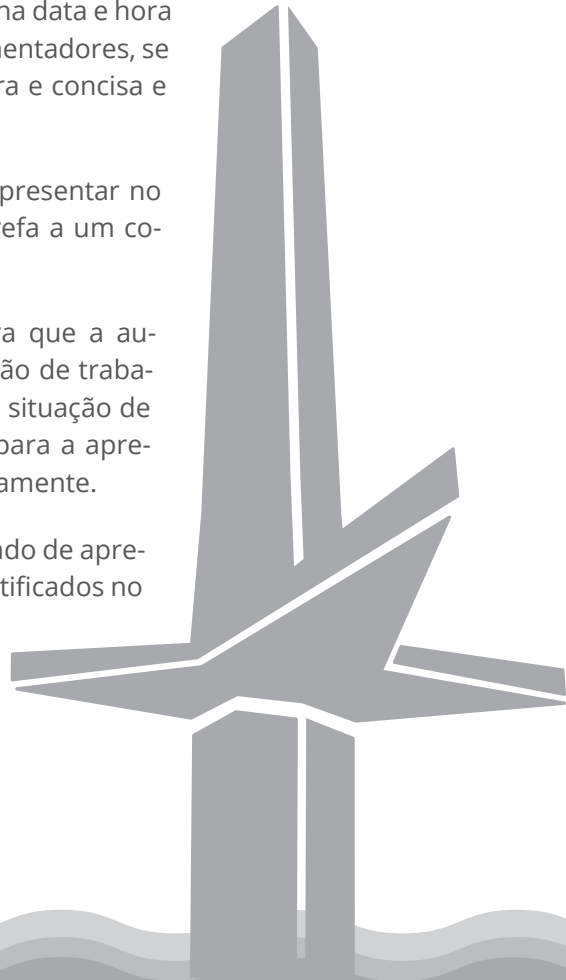 na data e hora
entadores, se
ra e concisa e
presentar no
efa a um co-
a que a au-
ão de traba-
situação de
para a apre-
amente.
do de apre-
tificados no